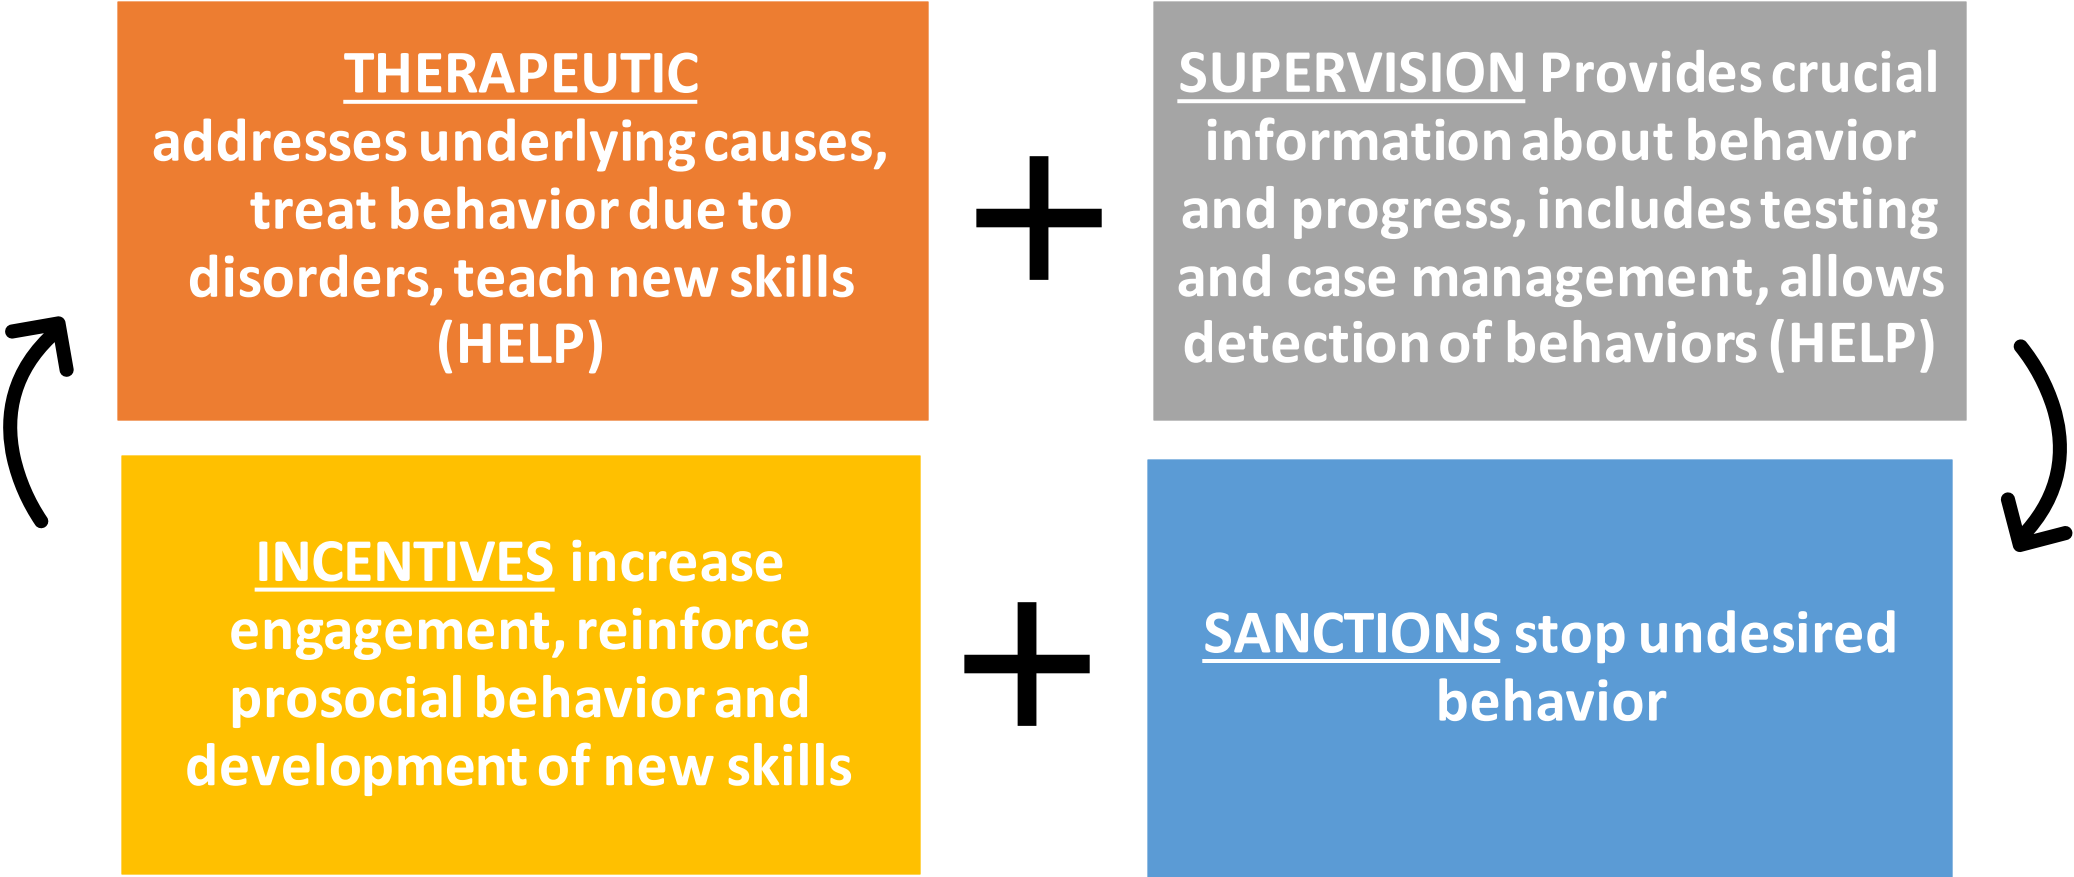 THERAPEUTIC
addresses underlying causes,
treat behavior due to
disorders, teach new skills
(HELP)
SUPERVISION Provides crucial
information about behavior
and progress, includes testing
and case management, allows
detection of behaviors (HELP)
INCENTIVES increase
engagement, reinforce
prosocial behavior and
development of new skills
SANCTIONS stop undesired
behavior